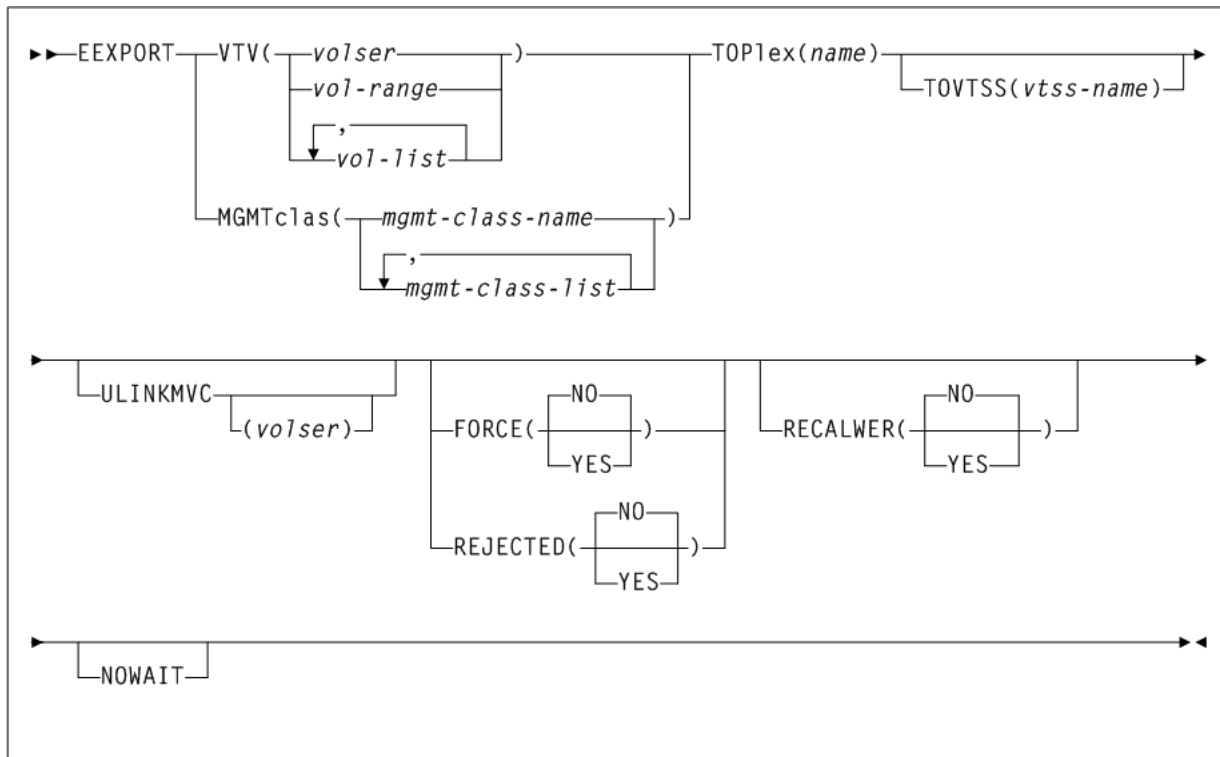 EEXPORT VTV( volser ) TOPlex(name)
vol-range TOVTSS(vtss-name)
,
vol-list
MGMTclas( mgmt-class-name )
,
mgmt-class-list
ULINKMVC NO NO
(volser) FORCE( ) RECALWER( )
YES YES
NO
REJECTED( )
YES
NOWAIT